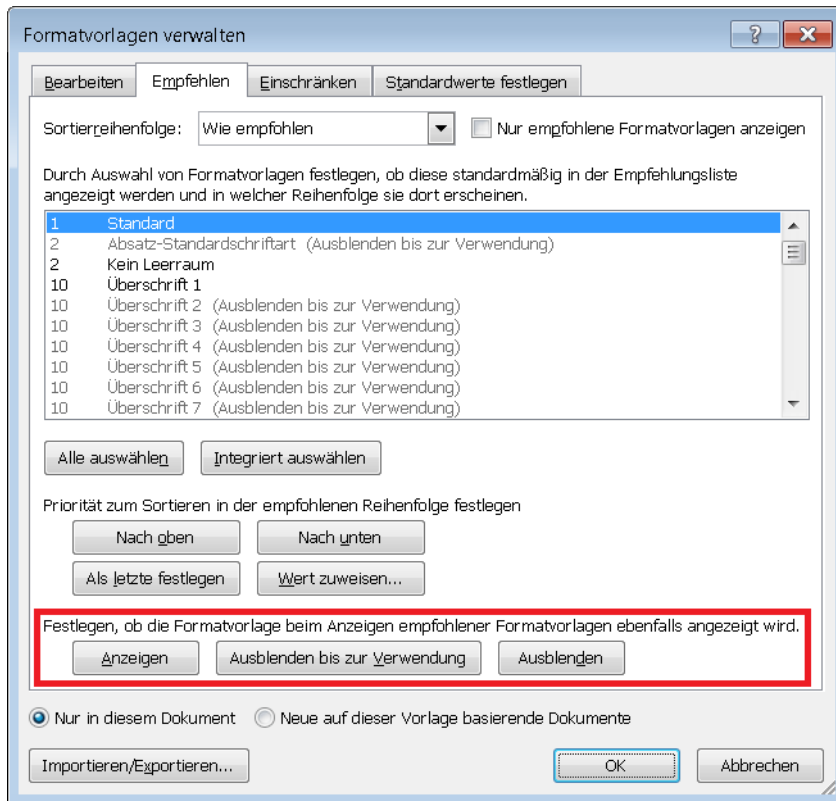 Formatvorlagen verwalten
Bearbeiten Empfehlen Einschränken Standardwerte festlegen
Sortierreihenfolge: Wie empfohlen Nur empfohlene Formatvorlagen anzeigen
Durch Auswahl von Formatvorlagen festlegen, ob diese standardmäßig in der Empfehlungsliste
angezeigt werden und in welcher Reihenfolge sie dort erscheinen.
1 Standard
2 Absatz-Standardschriftart (Ausblenden bis zur Verwendung)
2 Kein Leerraum
10 Überschrift 1
10 Überschrift 2 (Ausblenden bis zur Verwendung)
10 Überschrift 3 (Ausblenden bis zur Verwendung)
10 Überschrift 4 (Ausblenden bis zur Verwendung)
10 Überschrift 5 (Ausblenden bis zur Verwendung)
10 Überschrift 6 (Ausblenden bis zur Verwendung)
10 Überschrift 7 (Ausblenden bis zur Verwendung)
Alle auswählen Integriert auswählen
Priorität zum Sortieren in der empfohlenen Reihenfolge festlegen
Nach oben Nach unten
Als letzte festlegen Wert zuweisen...
Festlegen, ob die Formatvorlage beim Anzeigen empfohlener Formatvorlagen ebenfalls angezeigt wird.
Anzeigen Ausblenden bis zur Verwendung Ausblenden
Nur in diesem Dokument Neue auf dieser Vorlage basierende Dokumente
Importieren/Exportieren... OK Abbrechen